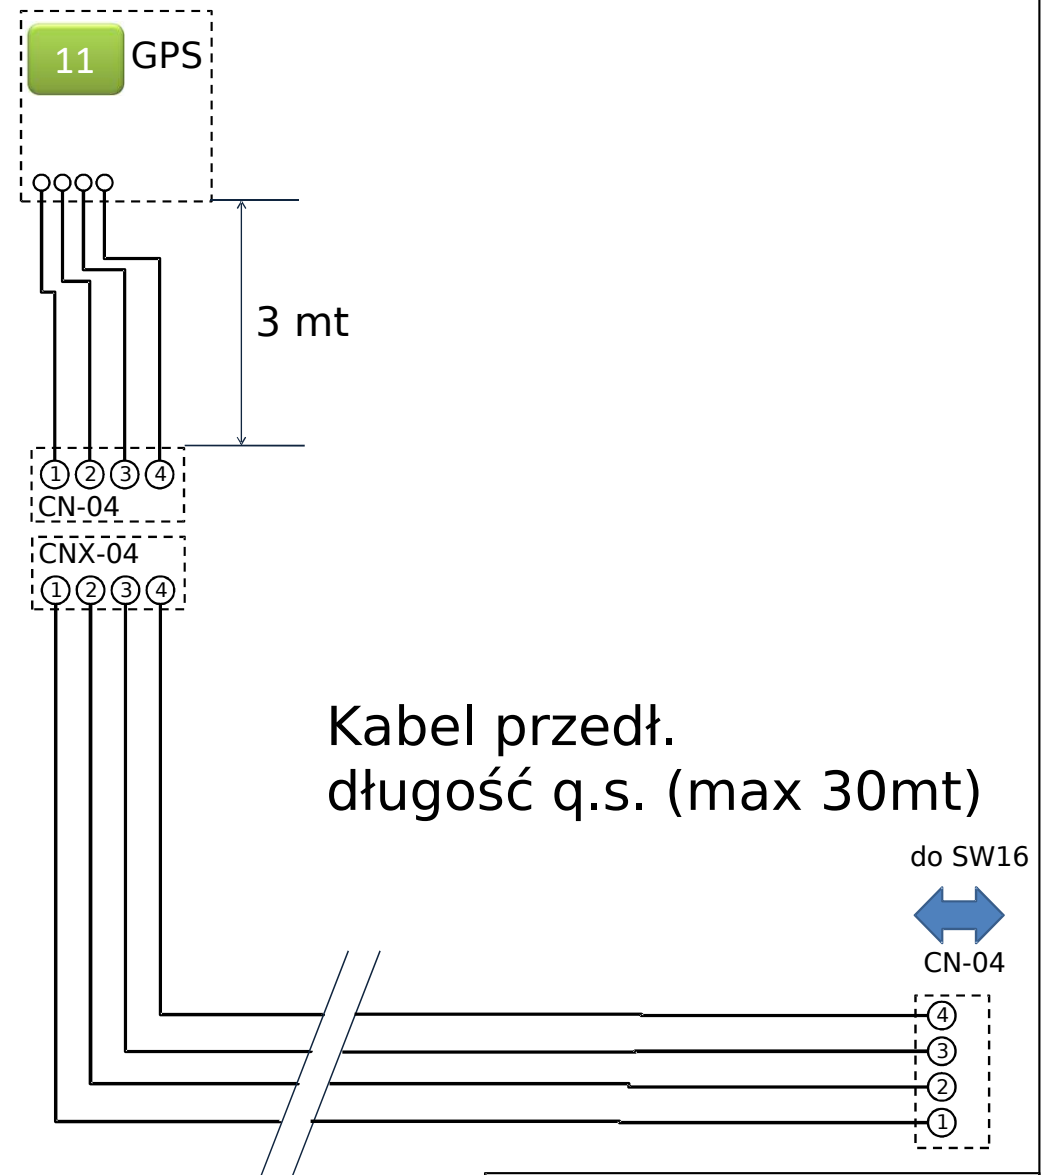 11 GPS
3 mt
1 2 3 4
CN-04
CNX-04
1 2 3 4
Kabel przedł.
długość q.s. (max 30mt)
do SW16
CN-04
4
3
2
1